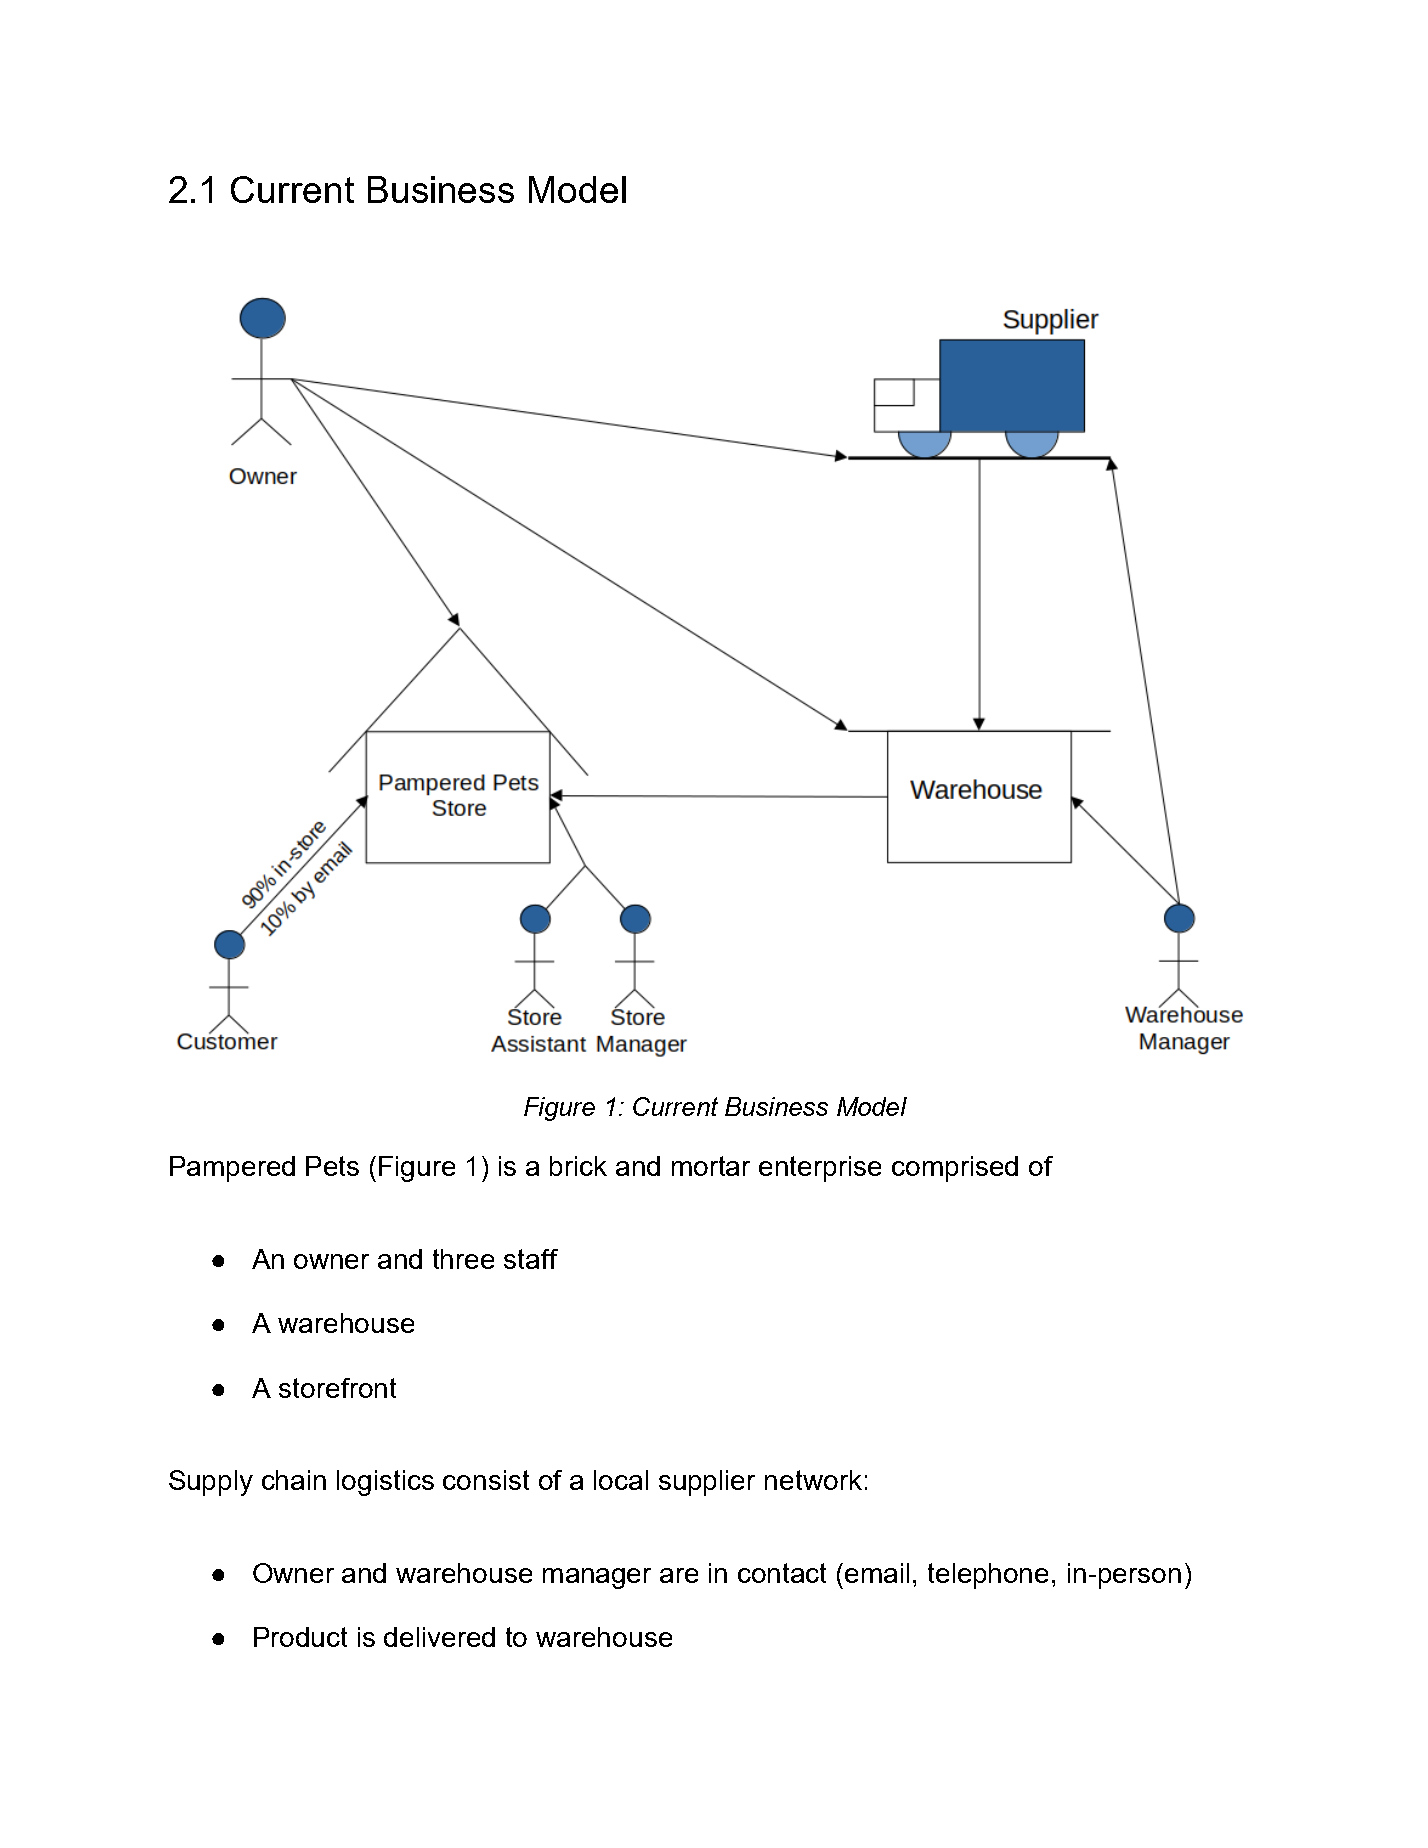 2.1 Current Business Model
Supplier
Owner
Pampered Pets
Store
Warehouse
90% in-store
10% by email
Customer
Store
Assistant
Store
Manager
Warehouse
Manager
Figure 1: Current Business Model
Pampered Pets (Figure 1) is a brick and mortar enterprise comprised of
● An owner and three staff
● A warehouse
● A storefront
Supply chain logistics consist of a local supplier network:
● Owner and warehouse manager are in contact (email, telephone, in-person)
● Product is delivered to warehouse